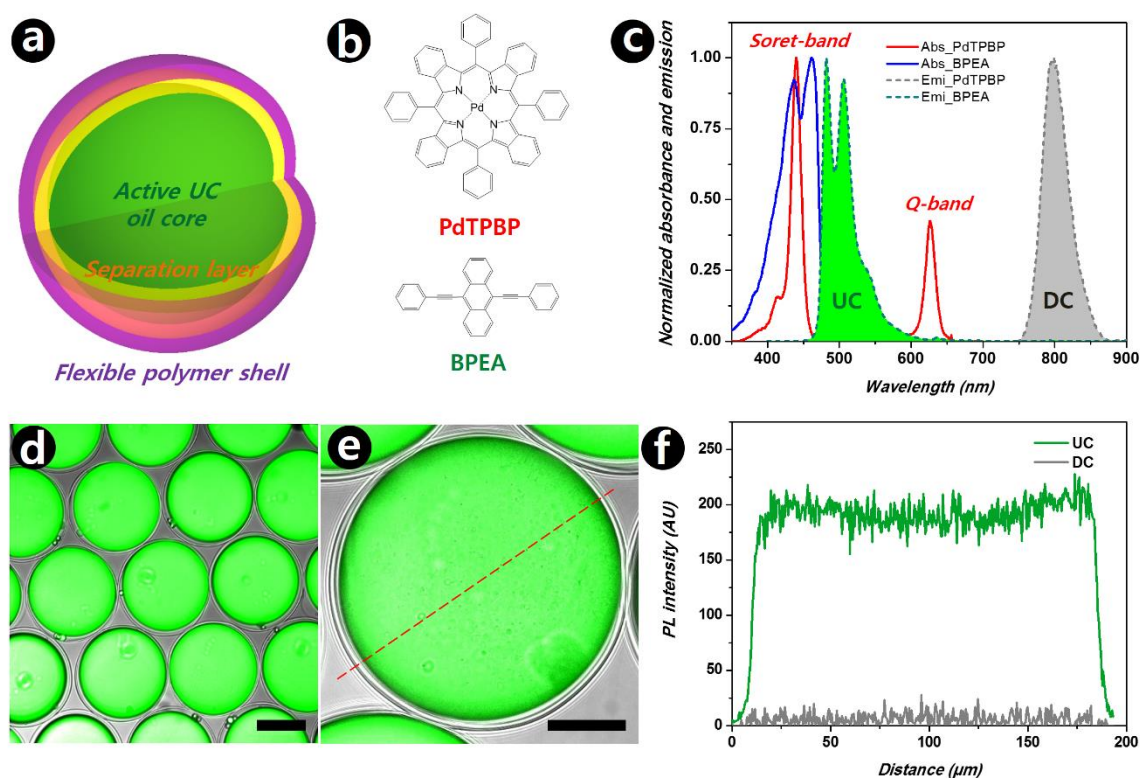 a
Active UC
oil core
Separation layer
Flexible polymer shell
b
N
N
Pd
N
N
PdTPBP
BPEA
c
Normalized absorbance and emission
1.00
0.75
0.50
0.25
0.00
Soret-band
Abs_PdTPBP
Abs_BPEA
Emi_PdTPBP
Emi_BPEA
Q-band
UC
DC
400 500 600 700 800 900
Wavelength (nm)
d
e
f
PL intensity (AU)
250
200
150
100
50
0
UC
DC
0 50 100 150 200
Distance (μm)